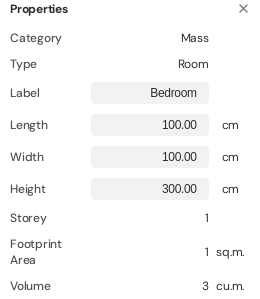 Properties ×
Category Mass
Type Room
Label Bedroom
Length 100.00 cm
Width 100.00 cm
Height 300.00 cm
Storey 1
Footprint
Area 1 sq.m.
Volume 3 cu.m.